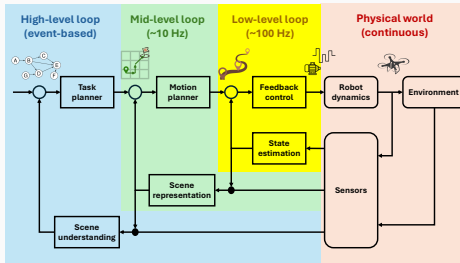 High-level loop
(event-based)
Mid-level loop
(~10 Hz)
Low-level loop
(~100 Hz)
Physical world
(continuous)
A
B
C
E
G
D
F
Task
planner
Motion
planner
Feedback
control
Robot
dynamics
Environment
State
estimation
Scene
representation
Sensors
Scene
understanding